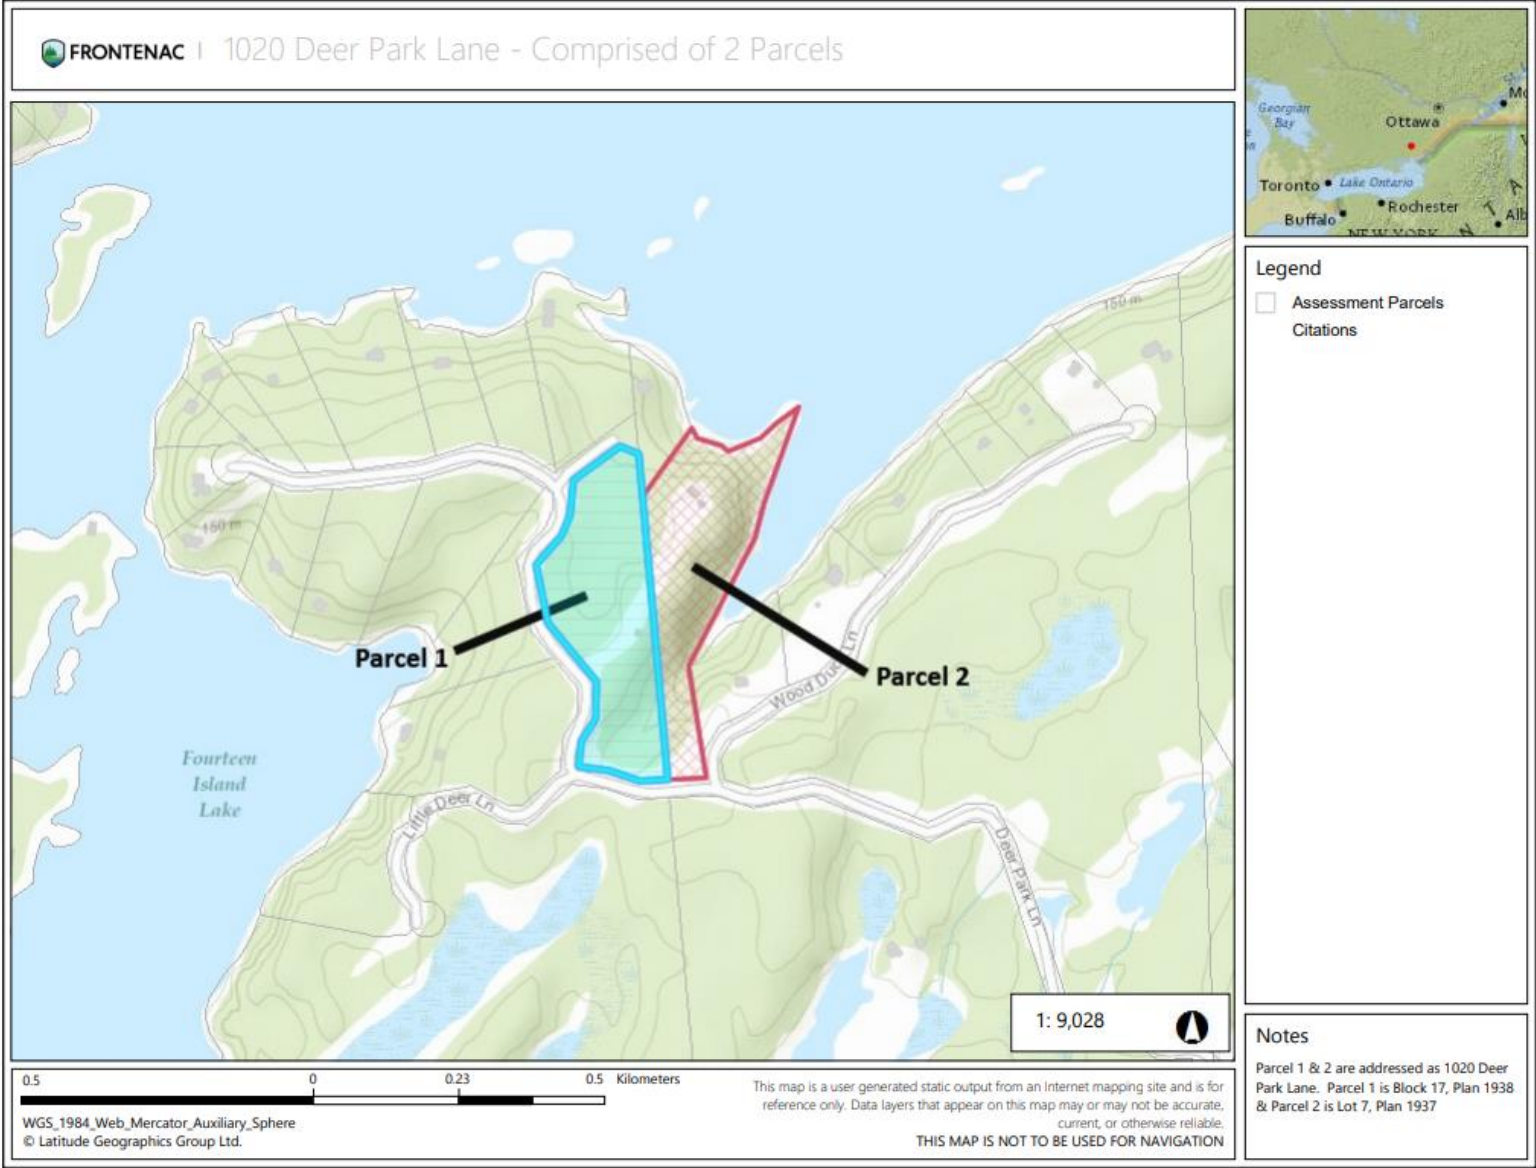 FRONTENAC | 1020 Deer Park Lane - Comprised of 2 Parcels
Georgian
Bay
Ottawa
Toronto
Lake Ontario
Rochester
Buffalo
NEW YORK
Alb
Legend
Assessment Parcels
Citations
150 m
150 m
Parcel 1
Parcel 2
Wood Duck Ln
Fourteen
Island
Lake
Little Deer Ln
Deer Park Ln
1: 9,028
Notes
Parcel 1 & 2 are addressed as 1020 Deer
Park Lane. Parcel 1 is Block 17, Plan 1938
& Parcel 2 is Lot 7, Plan 1937
0.5 0 0.23 0.5 Kilometers
WGS_1984_Web_Mercator_Auxiliary_Sphere
© Latitude Geographics Group Ltd.
This map is a user generated static output from an Internet mapping site and is for
reference only. Data layers that appear on this map may or may not be accurate,
current, or otherwise reliable.
THIS MAP IS NOT TO BE USED FOR NAVIGATION